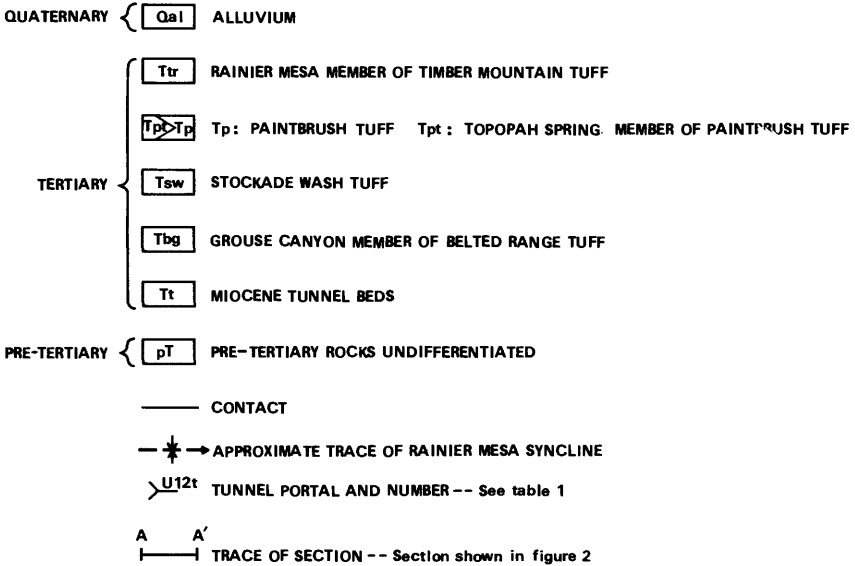 QUATERNARY { Qal ALLUVIUM
Ttr RAINIER MESA MEMBER OF TIMBER MOUNTAIN TUFF
Tpt Tp Tp: PAINTBRUSH TUFF Tpt: TOPOPAH SPRING MEMBER OF PAINTBRUSH TUFF
TERTIARY { Tsw STOCKADE WASH TUFF
Tbg GROUSE CANYON MEMBER OF BELTED RANGE TUFF
Tt MIOCENE TUNNEL BEDS
PRE-TERTIARY { pT PRE-TERTIARY ROCKS UNDIFFERENTIATED
CONTACT
APPROXIMATE TRACE OF RAINIER MESA SYNCLINE
U12t TUNNEL PORTAL AND NUMBER -- See table 1
A A′
TRACE OF SECTION -- Section shown in figure 2